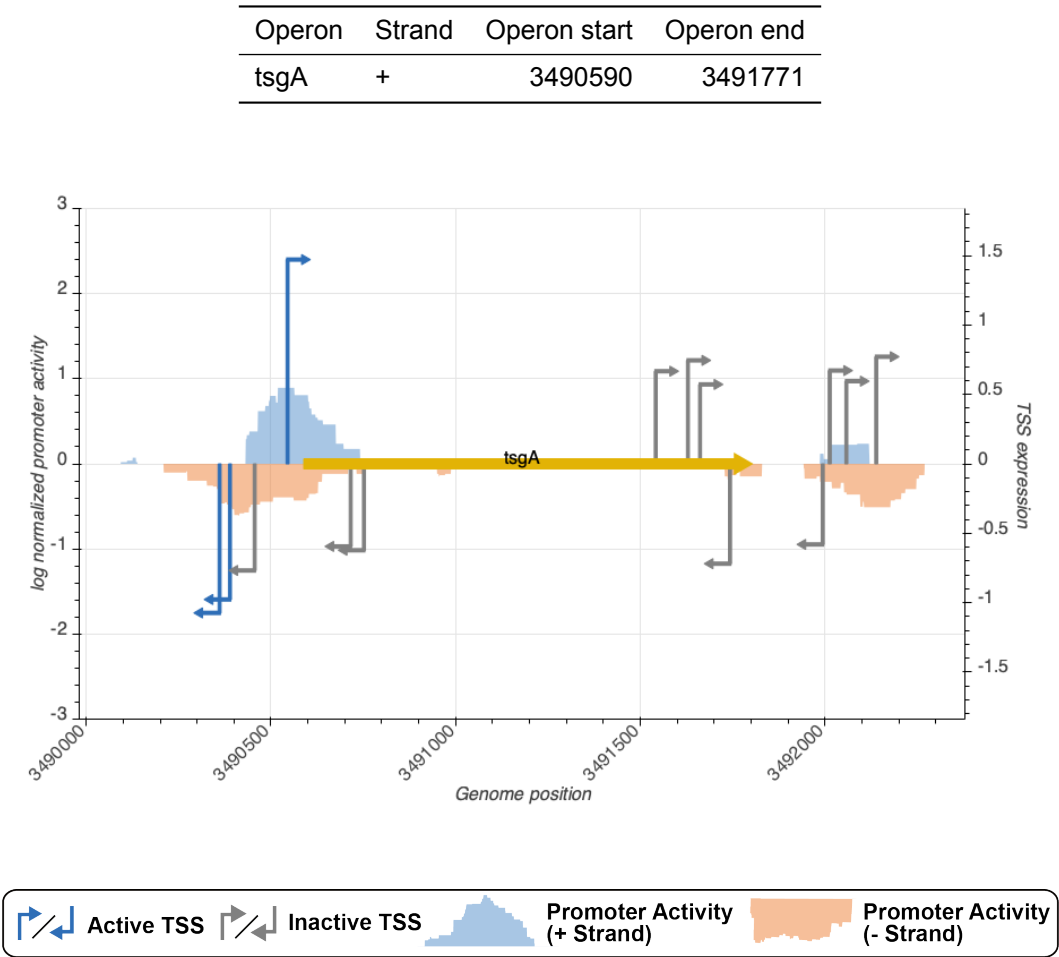 Operon Strand Operon start Operon end
tsgA + 3490590 3491771
3
2
1
0
-1
-2
-3
log normalized promoter activity
1.5
1
0.5
0
-0.5
-1
-1.5
TSS expression
tsgA
3490000 3490500 3491000 3491500 3492000
Genome position
Active TSS Inactive TSS Promoter Activity (+ Strand) Promoter Activity (- Strand)